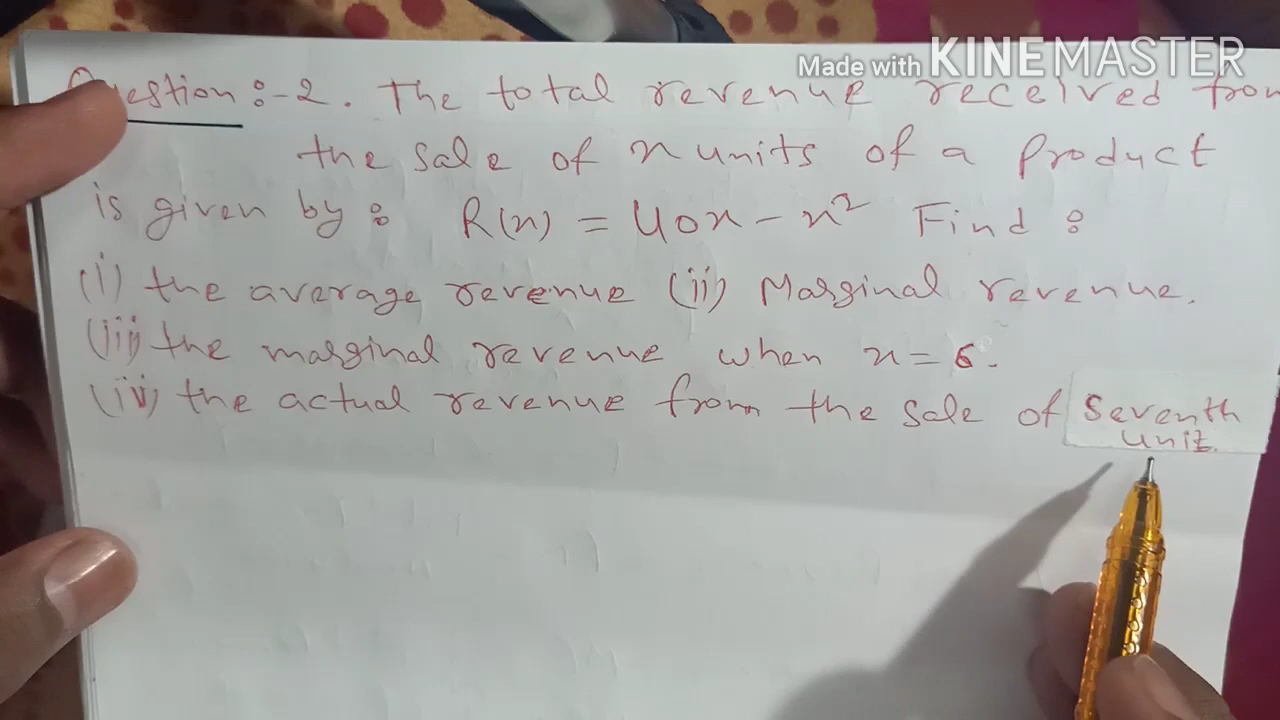 Made with KINEMASTER
Question :- 2. The total revenue received from
the sale of x units of a product
is given by : R(x) = 40x - x² Find :
(i) the average revenue (ii) Marginal revenue.
(iii) the marginal revenue when x = 6.
(iv) the actual revenue from the sale of seventh
unit.